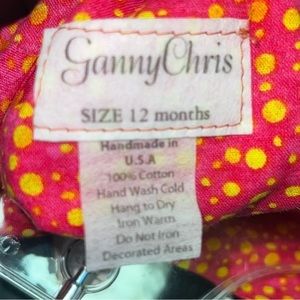 GannyChris
SIZE 12 months
Handmade in
U.S.A
100% Cotton
Hand Wash Cold
Hang to Dry
Iron Warm
Do Not Iron
Decorated Areas